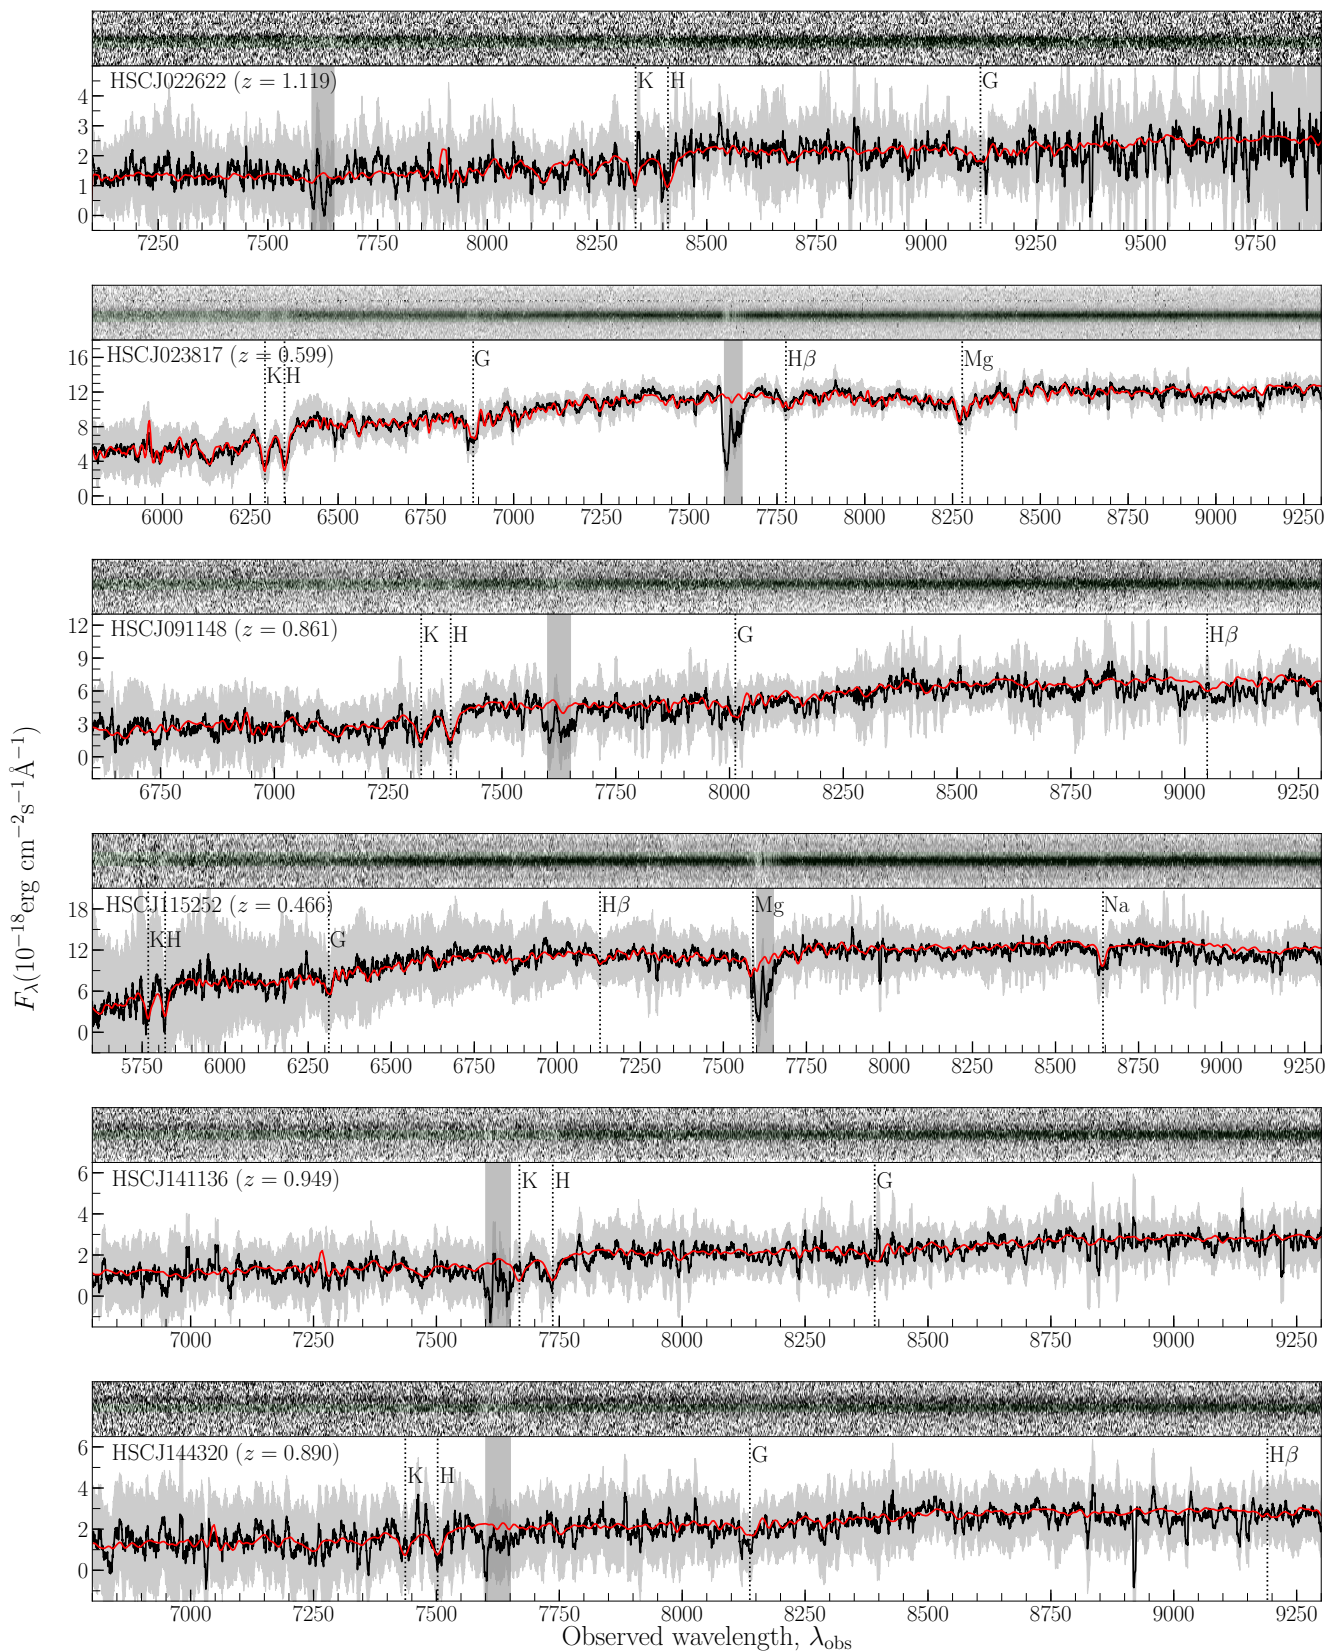 HSCJ022622 (z = 1.119)
K H G
4
3
2
1
0
7250 7500 7750 8000 8250 8500 8750 9000 9250 9500 9750
HSCJ023817 (z = 0.599)
K H G Hβ Mg
16
12
8
4
0
6000 6250 6500 6750 7000 7250 7500 7750 8000 8250 8500 8750 9000 9250
HSCJ091148 (z = 0.861)
K H G Hβ
12
9
6
3
0
6750 7000 7250 7500 7750 8000 8250 8500 8750 9000 9250
F_λ(10⁻¹⁸erg cm⁻²s⁻¹Å⁻¹)
HSCJ115252 (z = 0.466)
K H G Hβ Mg Na
18
12
6
0
5750 6000 6250 6500 6750 7000 7250 7500 7750 8000 8250 8500 8750 9000 9250
HSCJ141136 (z = 0.949)
K H G
6
4
2
0
7000 7250 7500 7750 8000 8250 8500 8750 9000 9250
HSCJ144320 (z = 0.890)
K H G Hβ
6
4
2
0
7000 7250 7500 7750 8000 8250 8500 8750 9000 9250
Observed wavelength, λ_obs